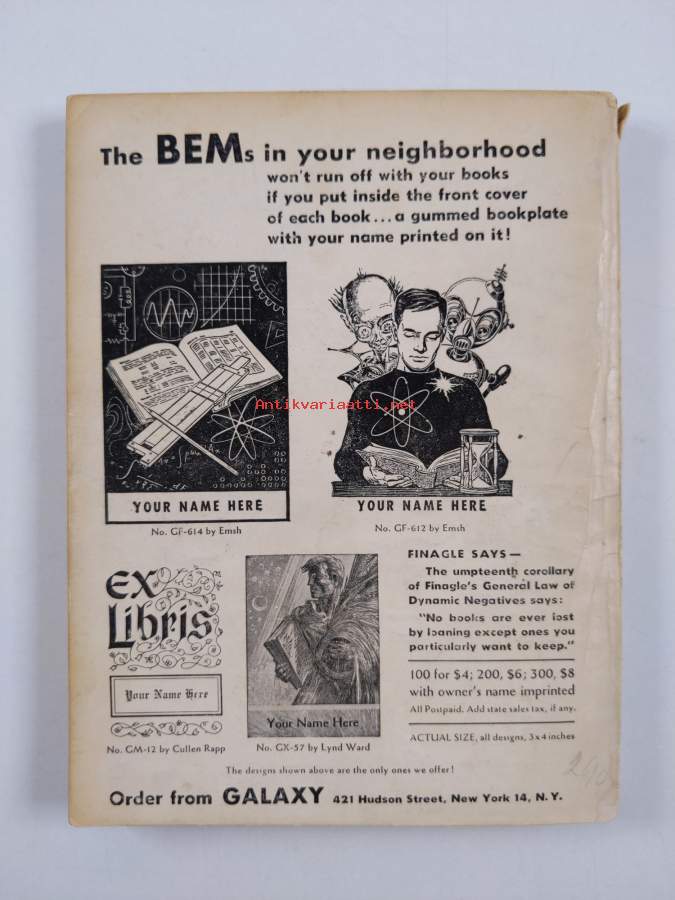 The BEMs in your neighborhood
won't run off with your books
if you put inside the front cover
of each book...a gummed bookplate
with your name printed on it!
Antikvariaatti.net
YOUR NAME HERE
No. GF-614 by Emsh
YOUR NAME HERE
No. GF-612 by Emsh
EX
Libris
Your Name Here
No. GM-12 by Cullen Rapp
Your Name Here
No. GX-57 by Lynd Ward
FINAGLE SAYS—
The umpteenth corollary
of Finagle's General Law of
Dynamic Negatives says:
"No books are ever lost
by loaning except ones you
particularly want to keep."
100 for $4; 200, $6; 300, $8
with owner's name imprinted
All Postpaid. Add state sales tax, if any.
ACTUAL SIZE, all designs, 3x4 inches
The designs shown above are the only ones we offer!
Order from GALAXY 421 Hudson Street, New York 14, N.Y.